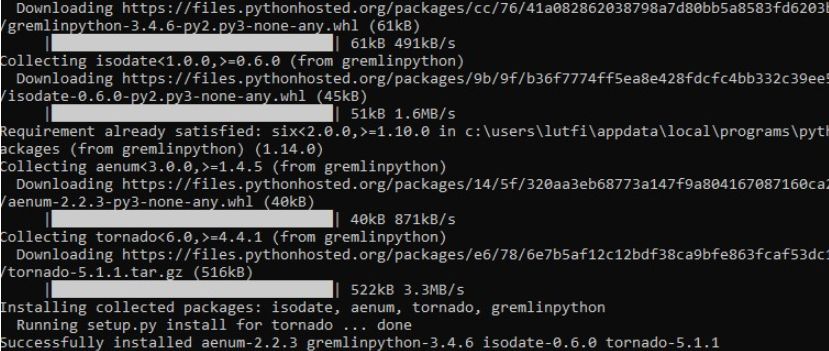 Downloading https://files.pythonhosted.org/packages/cc/76/41a082862038798a7d80bb5a8583fd6203b
/gremlinpython-3.4.6-py2.py3-none-any.whl (61kB)
| | 61kB 491kB/s
Collecting isodate<1.0.0,>=0.6.0 (from gremlinpython)
Downloading https://files.pythonhosted.org/packages/9b/9f/b36f7774ff5ea8e428fdcfc4bb332c39ee5
/isodate-0.6.0-py2.py3-none-any.whl (45kB)
| | 51kB 1.6MB/s
Requirement already satisfied: six<2.0.0,>=1.10.0 in c:\users\lutfi\appdata\local\programs\pyth
ackages (from gremlinpython) (1.14.0)
Collecting aenum<3.0.0,>=1.4.5 (from gremlinpython)
Downloading https://files.pythonhosted.org/packages/14/5f/320aa3eb68773a147f9a804167087160ca2
/aenum-2.2.3-py3-none-any.whl (40kB)
| | 40kB 871kB/s
Collecting tornado<6.0,>=4.4.1 (from gremlinpython)
Downloading https://files.pythonhosted.org/packages/e6/78/6e7b5af12c12bdf38ca9bfe863fcaf53dc1
/tornado-5.1.1.tar.gz (516kB)
| | 522kB 3.3MB/s
Installing collected packages: isodate, aenum, tornado, gremlinpython
Running setup.py install for tornado ... done
Successfully installed aenum-2.2.3 gremlinpython-3.4.6 isodate-0.6.0 tornado-5.1.1